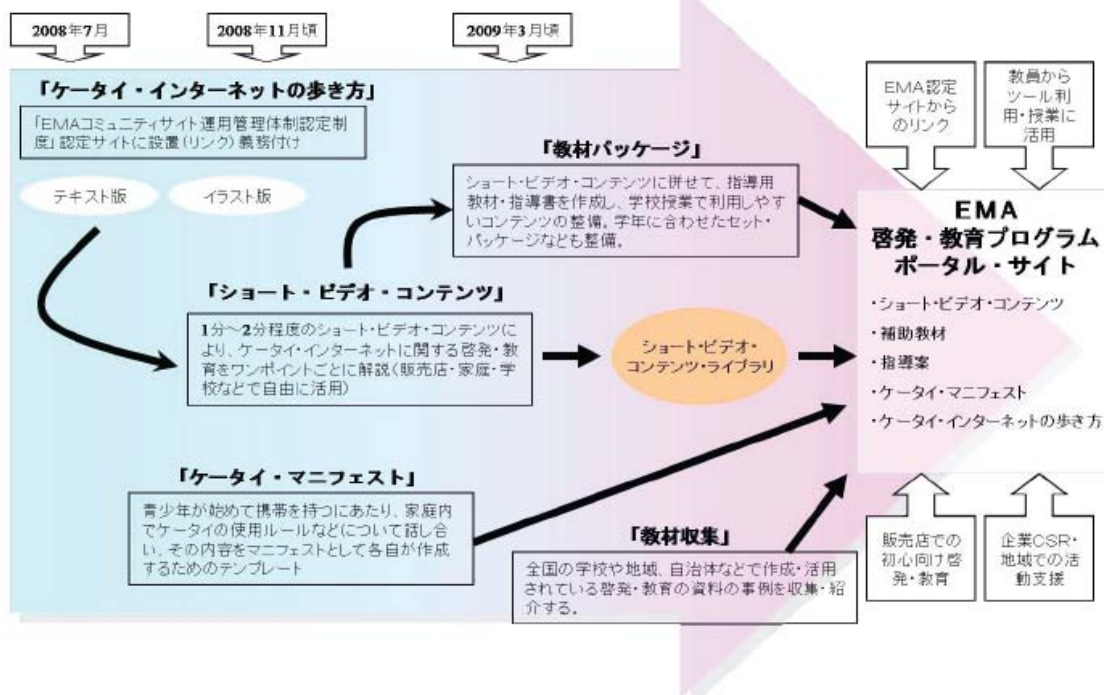 2008年7月
2008年11月頃
2009年3月頃
「ケータイ・インターネットの歩き方」
「EMAコミュニティサイト運用管理体制認定制
度」認定サイトに設置(リンク)義務付け
テキスト版
イラスト版
「教材パッケージ」
ショート・ビデオ・コンテンツに併せて、指導用
教材・指導書を作成し、学校授業で利用しやす
いコンテンツの整備。学年に合わせたセット・
パッケージなども整備。
「ショート・ビデオ・コンテンツ」
1分～2分程度のショート・ビデオ・コンテンツに
より、ケータイ・インターネットに関する啓発・教
育をワンポイントごとに解説(販売店・家庭・学
校などで自由に活用)
ショート・ビデオ・
コンテンツ・ライブラリ
「ケータイ・マニフェスト」
青少年が始めて携帯を持つにあたり、家庭内
でケータイの使用ルールなどについて話し合
い、その内容をマニフェストとして各自が作成
するためのテンプレート
「教材収集」
全国の学校や地域、自治体などで作成・活用
されている啓発・教育の資料の事例を収集・紹
介する。
EMA認定
サイトから
のリンク
教員から
ツール利
用・授業に
活用
EMA
啓発・教育プログラム
ポータル・サイト
・ショート・ビデオ・コンテンツ
・補助教材
・指導案
・ケータイ・マニフェスト
・ケータイ・インターネットの歩き方
販売店での
初心向け啓
発・教育
企業CSR・
地域での活
動支援